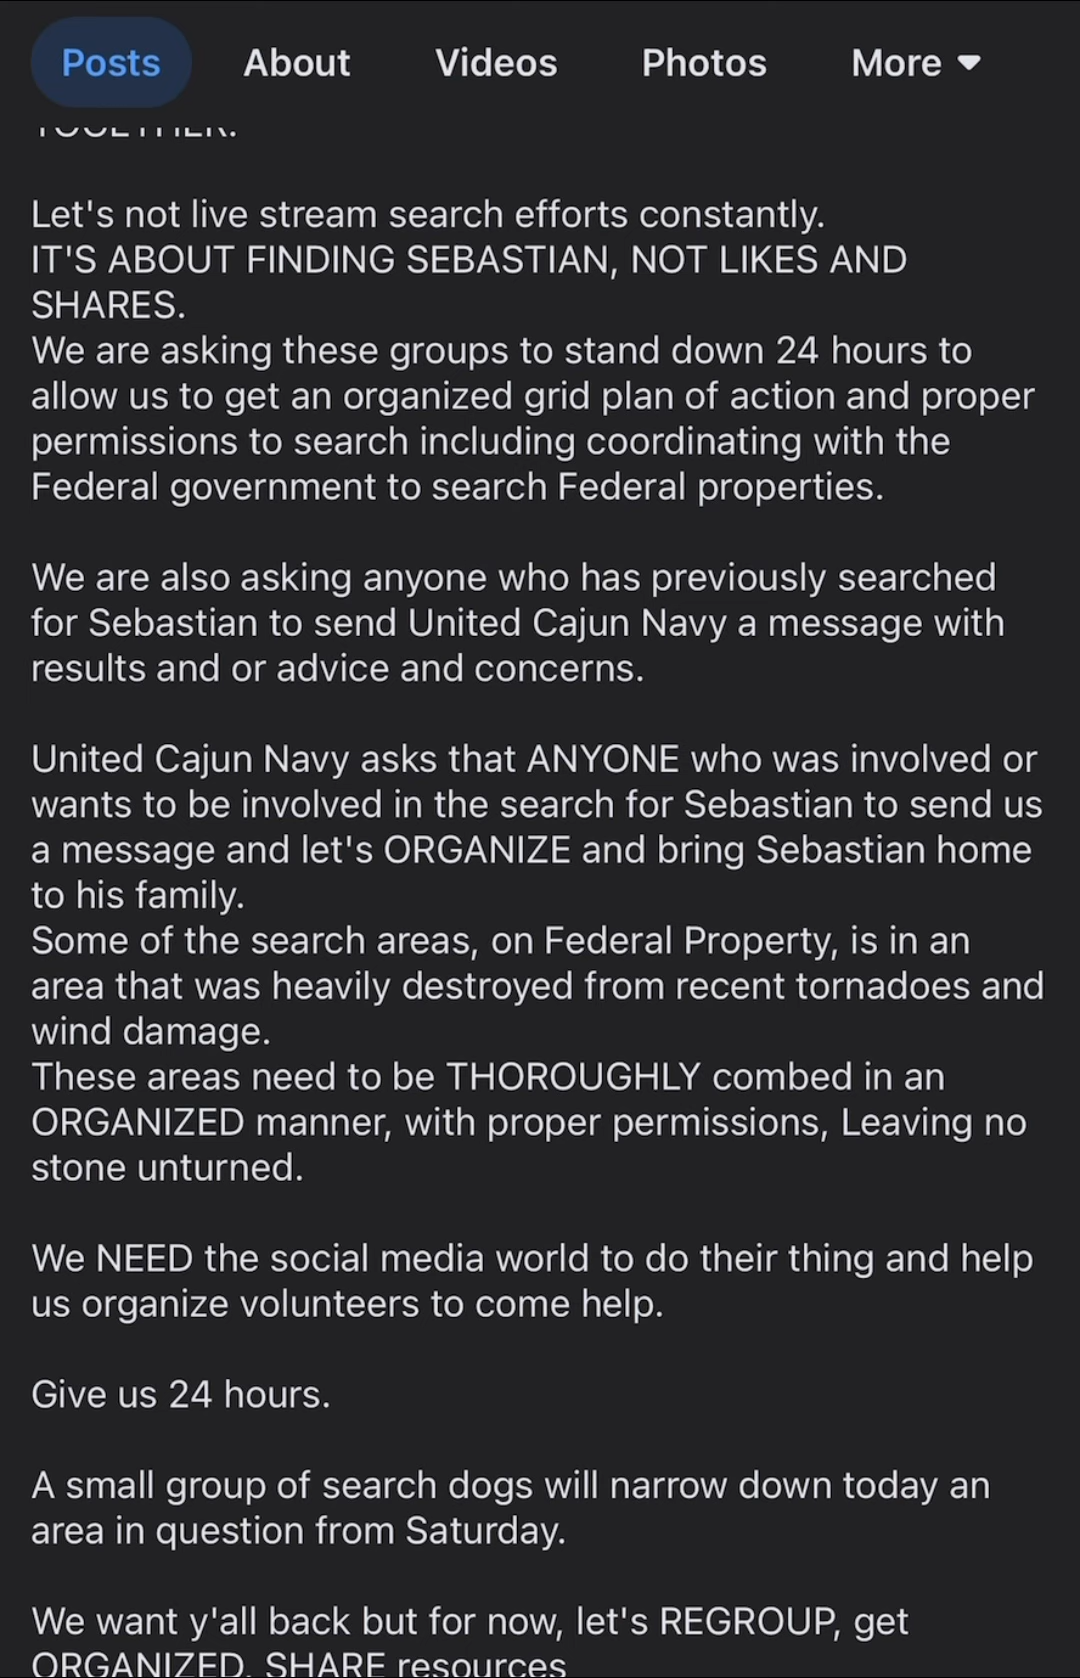 Posts About Videos Photos More
TOGETHER.
Let's not live stream search efforts constantly.
IT'S ABOUT FINDING SEBASTIAN, NOT LIKES AND
SHARES.
We are asking these groups to stand down 24 hours to
allow us to get an organized grid plan of action and proper
permissions to search including coordinating with the
Federal government to search Federal properties.
We are also asking anyone who has previously searched
for Sebastian to send United Cajun Navy a message with
results and or advice and concerns.
United Cajun Navy asks that ANYONE who was involved or
wants to be involved in the search for Sebastian to send us
a message and let's ORGANIZE and bring Sebastian home
to his family.
Some of the search areas, on Federal Property, is in an
area that was heavily destroyed from recent tornadoes and
wind damage.
These areas need to be THOROUGHLY combed in an
ORGANIZED manner, with proper permissions, Leaving no
stone unturned.
We NEED the social media world to do their thing and help
us organize volunteers to come help.
Give us 24 hours.
A small group of search dogs will narrow down today an
area in question from Saturday.
We want y'all back but for now, let's REGROUP, get
ORGANIZED, SHARE resources